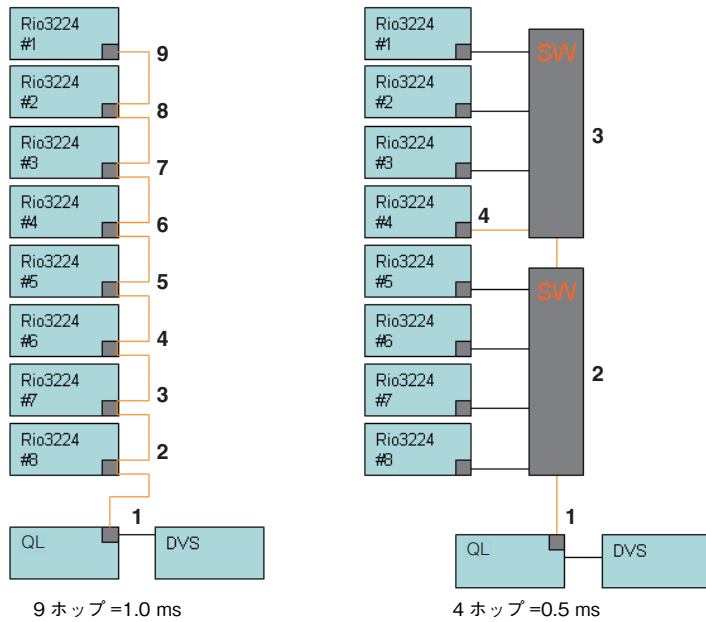 Rio3224
#1
9
Rio3224
#2
8
Rio3224
#3
7
Rio3224
#4
6
Rio3224
#5
5
Rio3224
#6
4
Rio3224
#7
3
Rio3224
#8
2
1
QL
DVS
9 ホップ =1.0 ms
Rio3224
#1
SW
Rio3224
#2
3
Rio3224
#3
Rio3224
#4
4
Rio3224
#5
SW
Rio3224
#6
2
Rio3224
#7
Rio3224
#8
1
QL
DVS
4 ホップ =0.5 ms